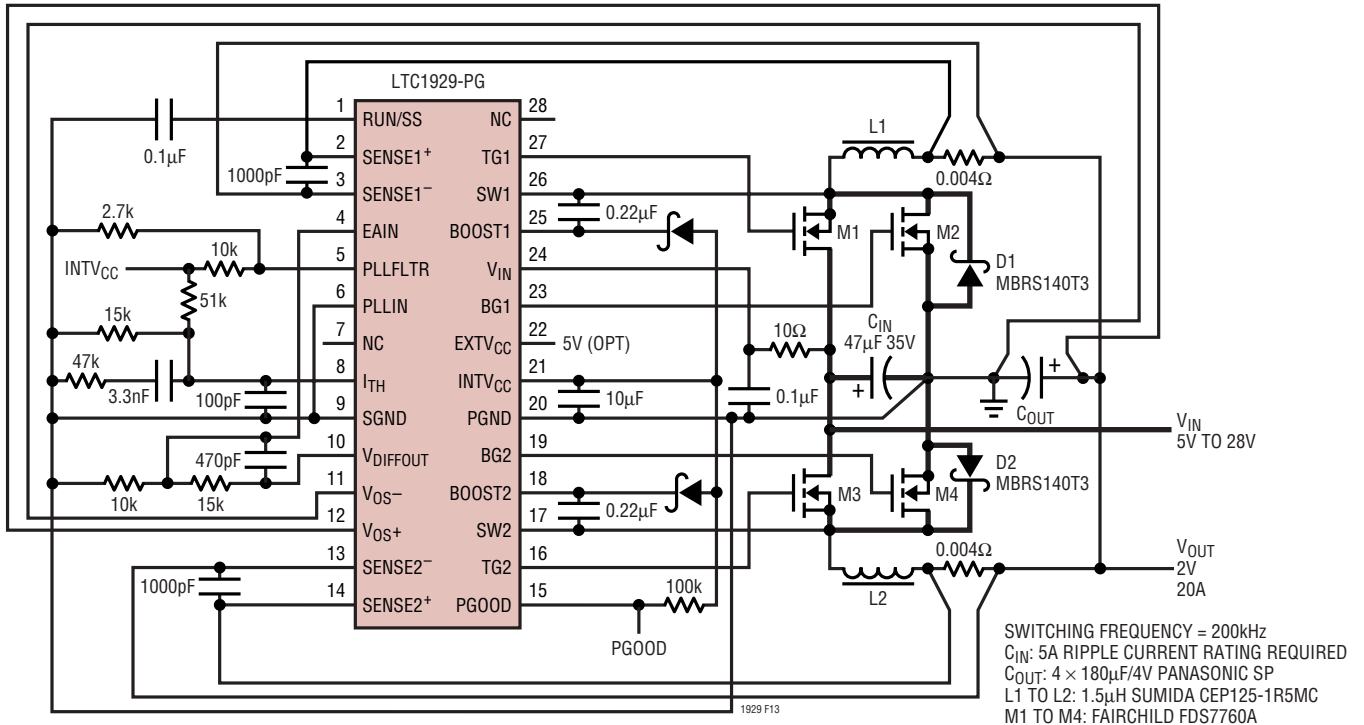 LTC1929-PG
1 RUN/SS NC 28
2 SENSE1+ TG1 27
3 SENSE1– SW1 26
4 EAIN BOOST1 25
5 PLLFLTR VIN 24
6 PLLIN BG1 23
7 NC EXTVCC 22
8 ITH INTVCC 21
9 SGND PGND 20
10 VDIFFOUT BG2 19
11 VOS– BOOST2 18
12 VOS+ SW2 17
13 SENSE2– TG2 16
14 SENSE2+ PGOOD 15
0.1µF
1000pF
2.7k
INTVCC
10k
51k
15k
47k
3.3nF
100pF
470pF
10k
15k
1000pF
0.22µF
5V (OPT)
10µF
0.22µF
100k
PGOOD
10Ω
0.1µF
L1
0.004Ω
M1
M2
D1
MBRS140T3
CIN
47µF 35V
+
+
COUT
VIN
5V TO 28V
M3
M4
D2
MBRS140T3
L2
0.004Ω
VOUT
2V
20A
SWITCHING FREQUENCY = 200kHz
CIN: 5A RIPPLE CURRENT RATING REQUIRED
COUT: 4 × 180µF/4V PANASONIC SP
L1 TO L2: 1.5µH SUMIDA CEP125-1R5MC
M1 TO M4: FAIRCHILD FDS7760A
1929 F13